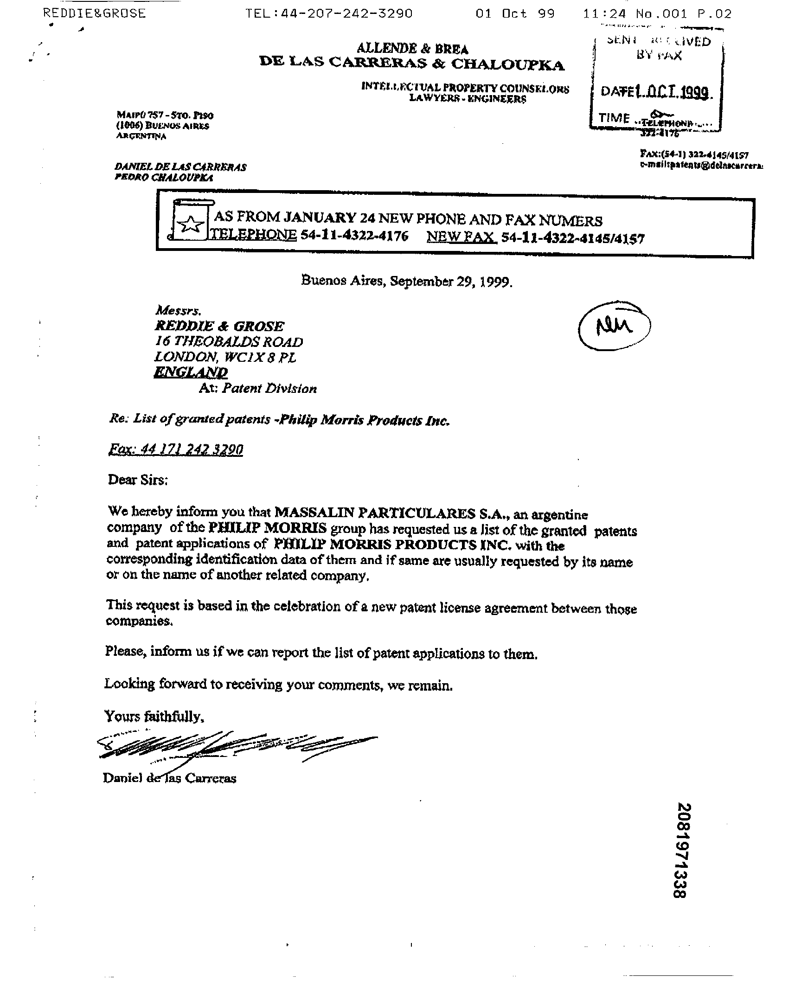 REDDIE&GROSE TEL:44-207-242-3290 01 Oct 99 11:24 No.001 P.02
ALLENDE & BREA
DE LAS CARRERAS & CHALOUPKA
INTELLECTUAL PROPERTY COUNSELORS
LAWYERS - ENGINEERS
BY FAX
DATE 1. OCT. 1999.
TIME
TELEPHONE
322-4176
MAIPÚ 757 - 5TO. PISO
(1006) BUENOS AIRES
ARGENTINA
FAX:(54-1) 322-4145/4157
DANIEL DE LAS CARRERAS
PEDRO CHALOUPKA
AS FROM JANUARY 24 NEW PHONE AND FAX NUMERS
TELEPHONE 54-11-4322-4176 NEW FAX 54-11-4322-4145/4157
Buenos Aires, September 29, 1999.
Messrs.
REDDIE & GROSE
16 THEOBALDS ROAD
LONDON, WC1X 8 PL
ENGLAND
At: Patent Division
Re: List of granted patents -Philip Morris Products Inc.
Fax: 44 171 242 3290
Dear Sirs:
We hereby inform you that MASSALIN PARTICULARES S.A., an argentine
company of the PHILIP MORRIS group has requested us a list of the granted patents
and patent applications of PHILIP MORRIS PRODUCTS INC. with the
corresponding identification data of them and if same are usually requested by its name
or on the name of another related company.
This request is based in the celebration of a new patent license agreement between those
companies.
Please, inform us if we can report the list of patent applications to them.
Looking forward to receiving your comments, we remain.
Yours faithfully,
Daniel de las Carreras
2081971338